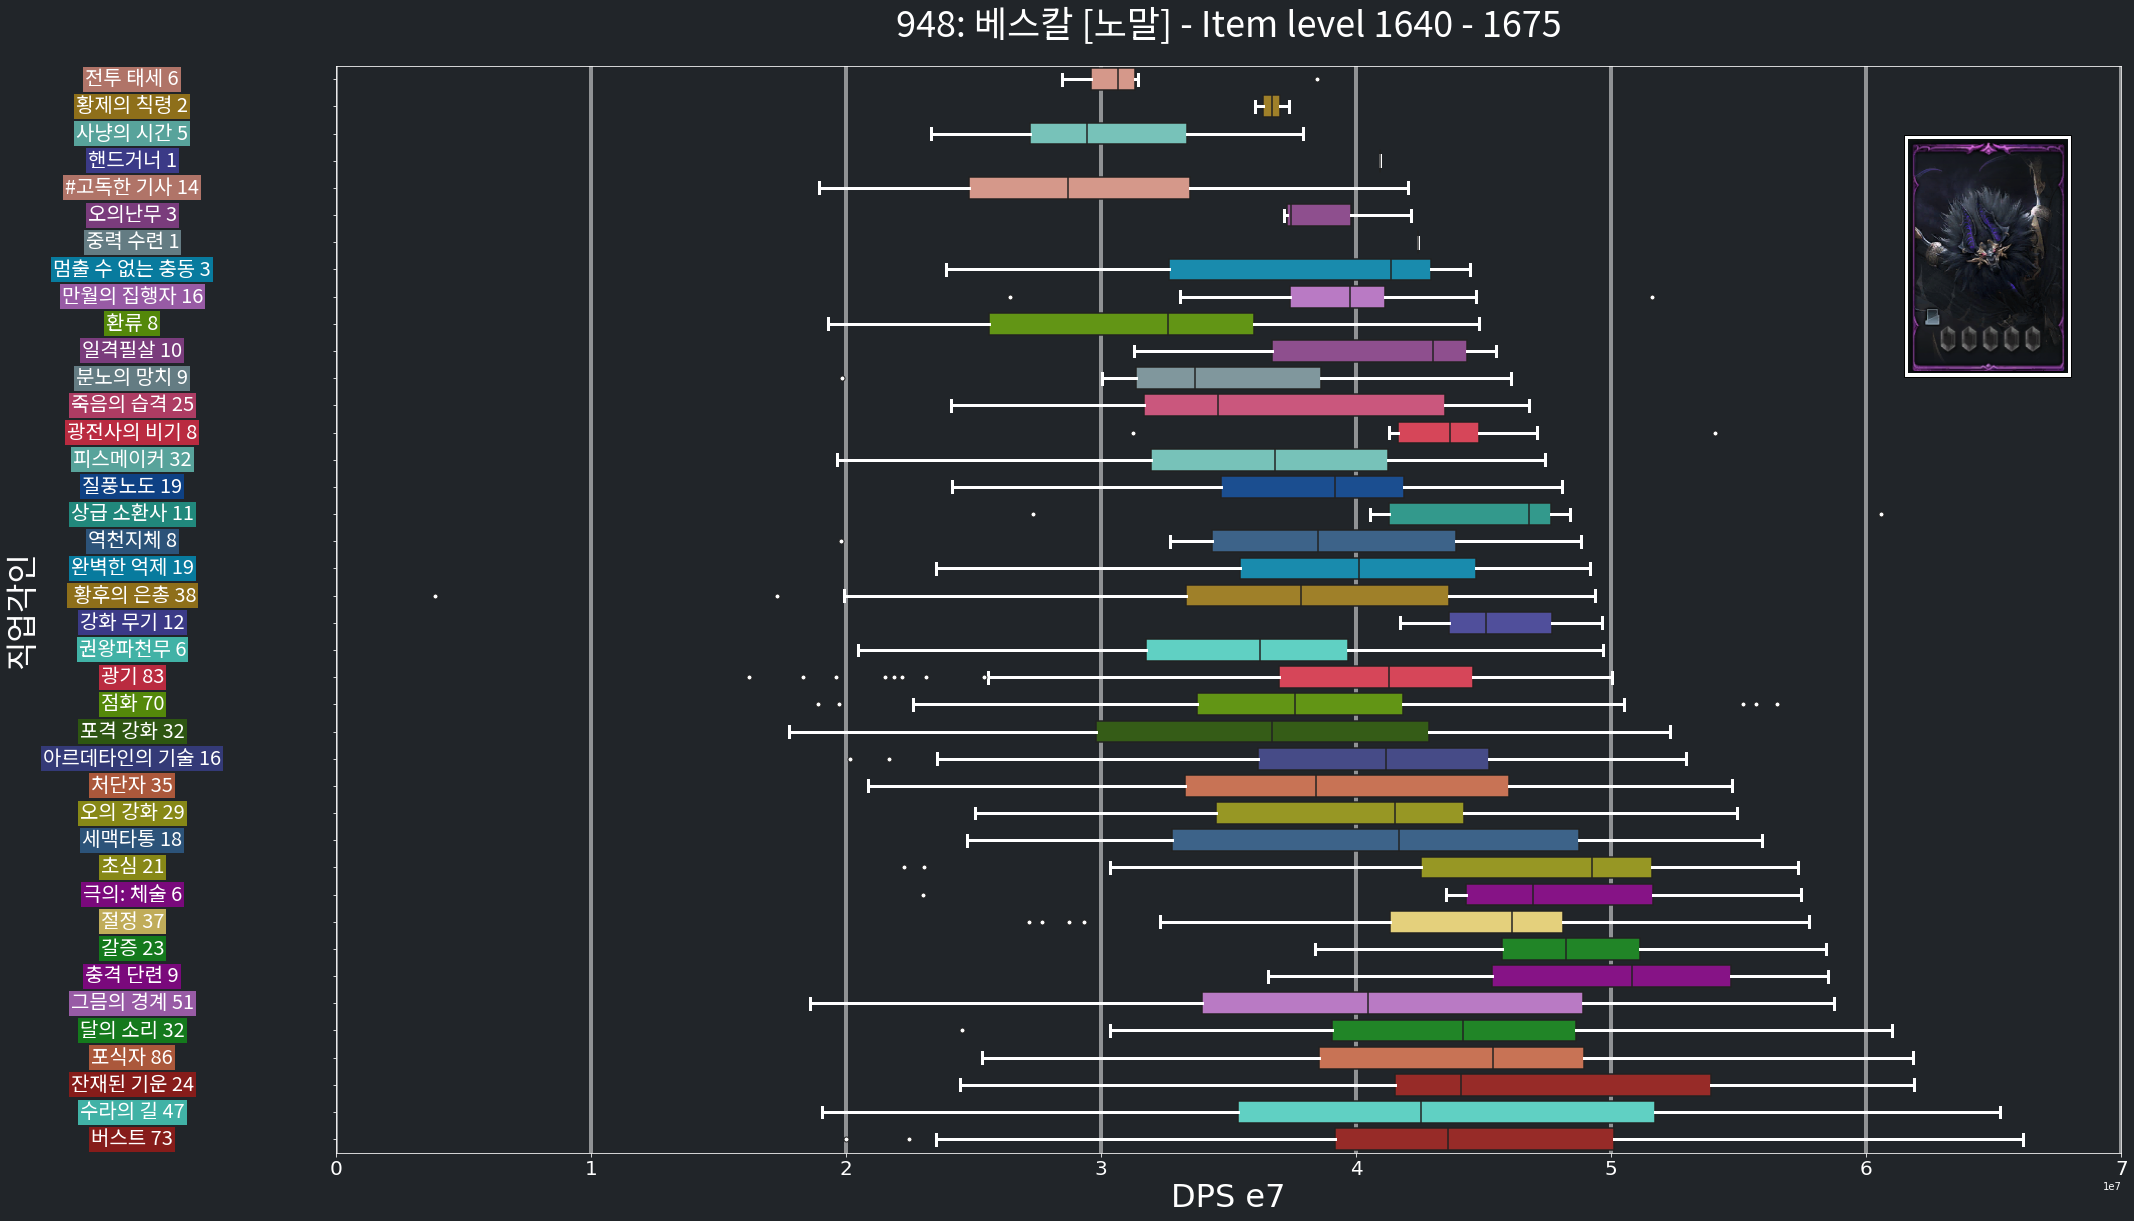 948: 베스칼 [노말] - Item level 1640 - 1675
직업각인
전투 태세 6
황제의 칙령 2
사냥의 시간 5
핸드거너 1
#고독한 기사 14
오의난무 3
중력 수련 1
멈출 수 없는 충동 3
만월의 집행자 16
환류 8
일격필살 10
분노의 망치 9
죽음의 습격 25
광전사의 비기 8
피스메이커 32
질풍노도 19
상급 소환사 11
역천지체 8
완벽한 억제 19
황후의 은총 38
강화 무기 12
권왕파천무 6
광기 83
점화 70
포격 강화 32
아르데타인의 기술 16
처단자 35
오의 강화 29
세맥타통 18
초심 21
극의: 체술 6
절정 37
갈증 23
충격 단련 9
그믐의 경계 51
달의 소리 32
포식자 86
잔재된 기운 24
수라의 길 47
버스트 73
0 1 2 3 4 5 6 7
1e7
DPS e7